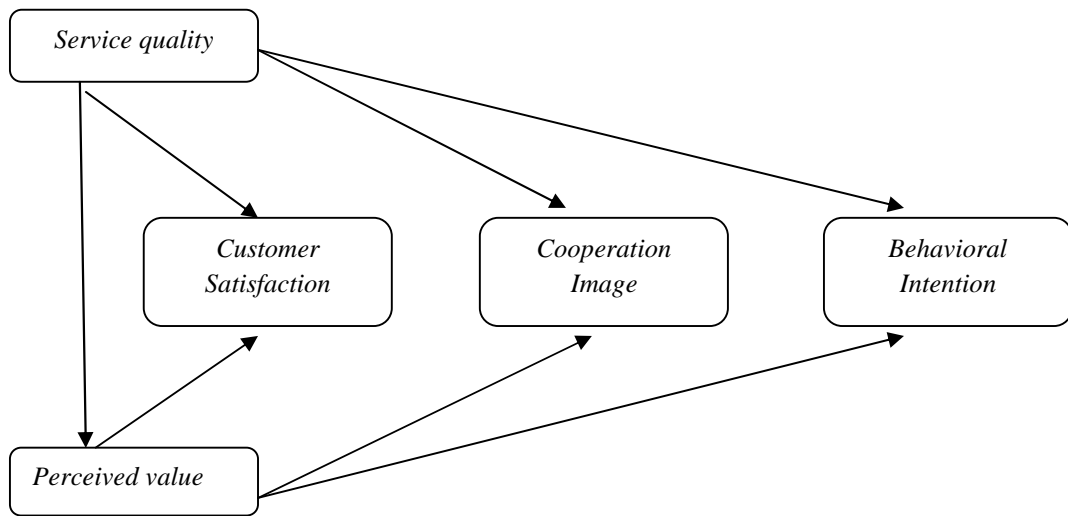 Service quality
Customer
Satisfaction
Cooperation
Image
Behavioral
Intention
Perceived value